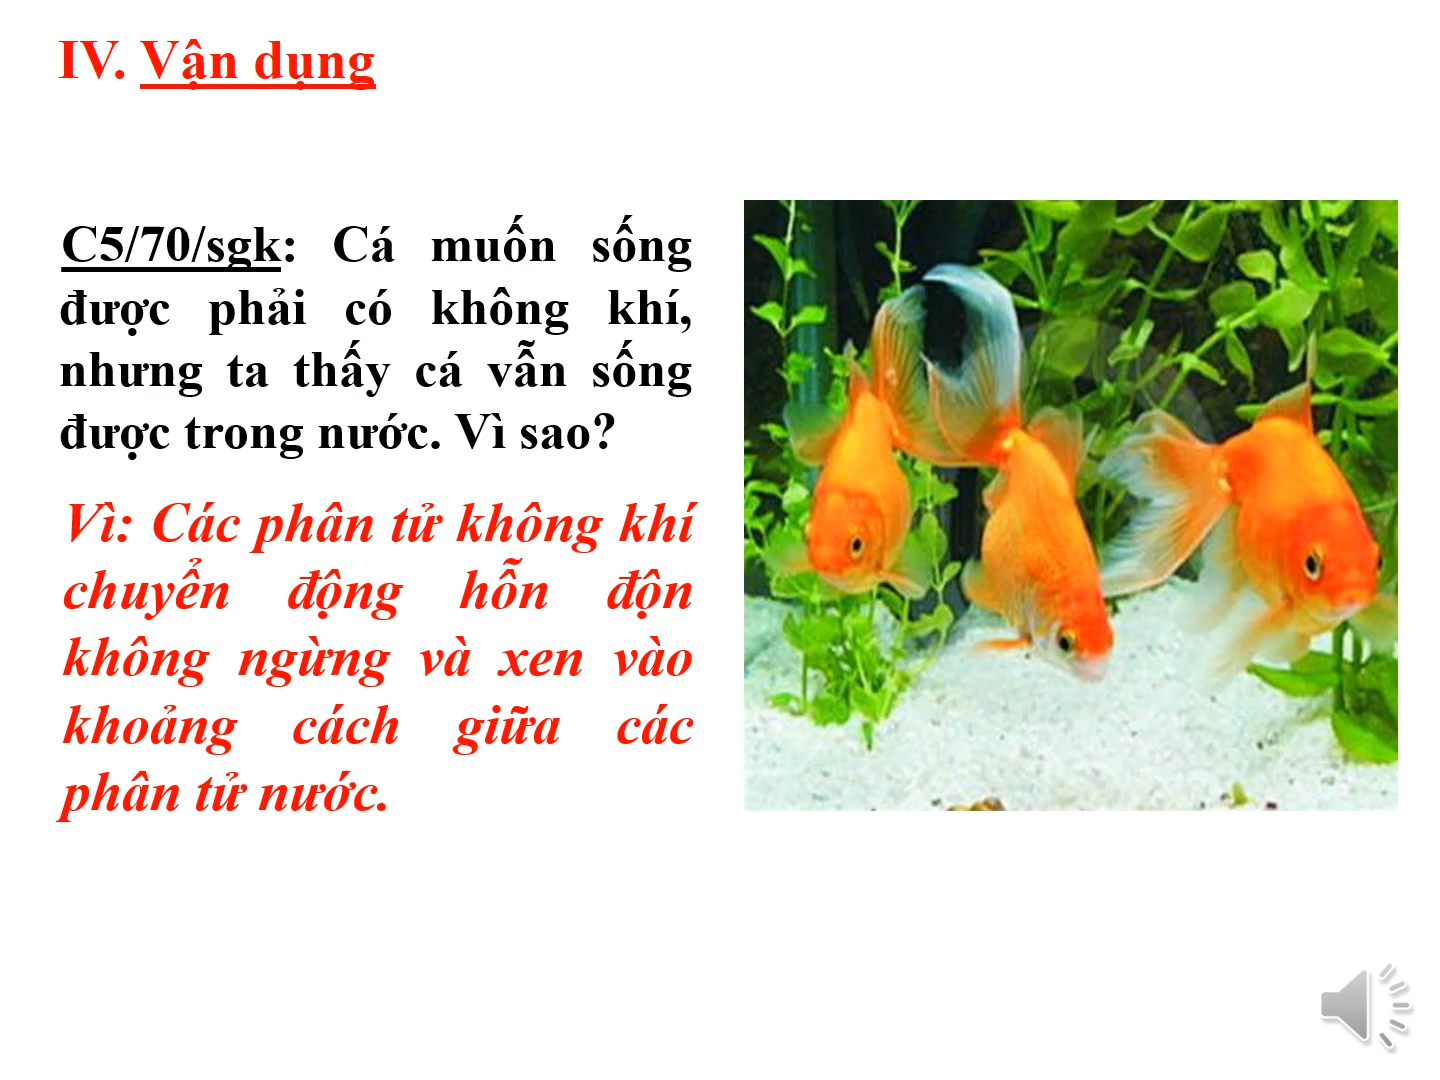 IV. Vận dụng
C5/70/sgk: Cá muốn sống
được phải có không khí,
nhưng ta thấy cá vẫn sống
được trong nước. Vì sao?
Vì: Các phân tử không khí
chuyển động hỗn độn
không ngừng và xen vào
khoảng cách giữa các
phân tử nước.